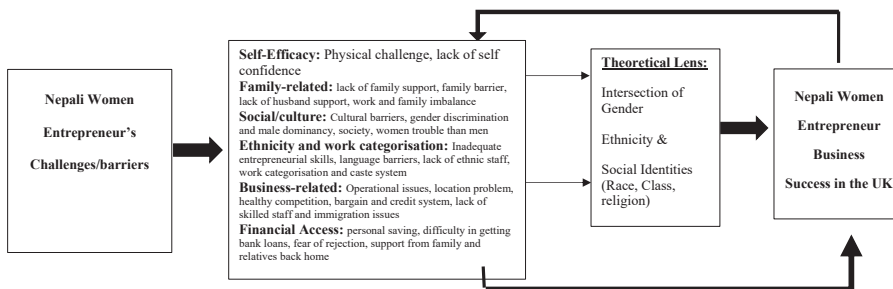 Nepali Women
Entrepreneur's
Challenges/barriers
Self-Efficacy: Physical challenge, lack of self
confidence
Family-related: lack of family support, family barrier,
lack of husband support, work and family imbalance
Social/culture: Cultural barriers, gender discrimination
and male dominancy, society, women trouble than men
Ethnicity and work categorisation: Inadequate
entrepreneurial skills, language barriers, lack of ethnic staff,
work categorisation and caste system
Business-related: Operational issues, location problem,
healthy competition, bargain and credit system, lack of
skilled staff and immigration issues
Financial Access: personal saving, difficulty in getting
bank loans, fear of rejection, support from family and
relatives back home
Theoretical Lens:
Intersection of
Gender
Ethnicity &
Social Identities
(Race, Class,
religion)
Nepali Women
Entrepreneur
Business
Success in the UK